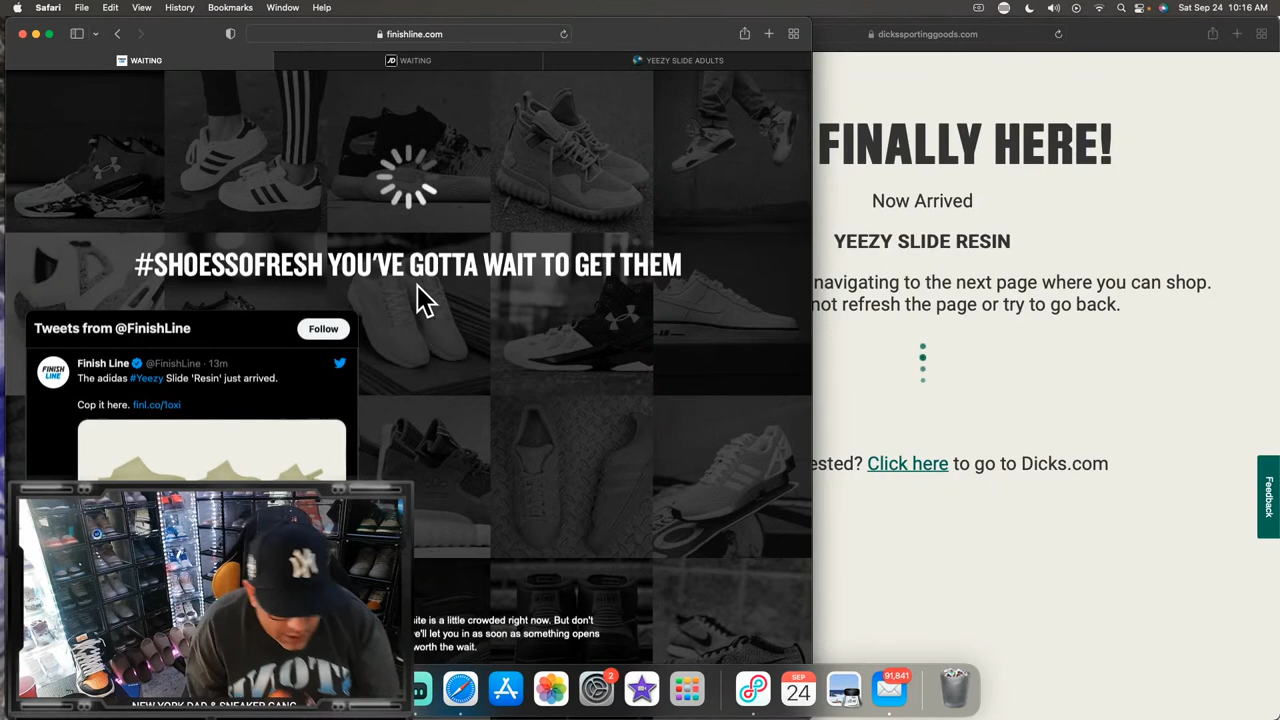 Safari File Edit View History Bookmarks Window Help
Sat Sep 24 10:16 AM
finishline.com
dickssportinggoods.com
WAITING
JD WAITING
YEEZY SLIDE ADULTS
FINALLY HERE!
Now Arrived
YEEZY SLIDE RESIN
navigating to the next page where you can shop.
not refresh the page or try to go back.
Click here to go to Dicks.com
Feedback
#SHOESSOFRESH YOU'VE GOTTA WAIT TO GET THEM
Tweets from @FinishLine
Follow
FINISH LINE
Finish Line @FinishLine · 13m
The adidas #Yeezy Slide 'Resin' just arrived.
Cop it here. finl.co/1oxi
site is a little crowded right now. But don't
we'll let you in as soon as something opens
worth the wait.
NY
NEW YORK DAD & SNEAKER GANG
2
SEP
24
91,841